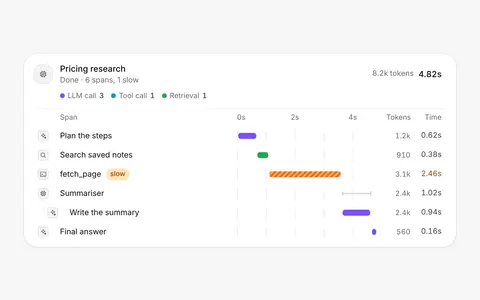 Pricing research
Done · 6 spans, 1 slow
8.2k tokens 4.82s
LLM call 3 Tool call 1 Retrieval 1
Span 0s 2s 4s Tokens Time
Plan the steps 1.2k 0.62s
Search saved notes 910 0.38s
fetch_page slow 3.1k 2.46s
Summariser 2.4k 1.02s
Write the summary 2.4k 0.94s
Final answer 560 0.16s